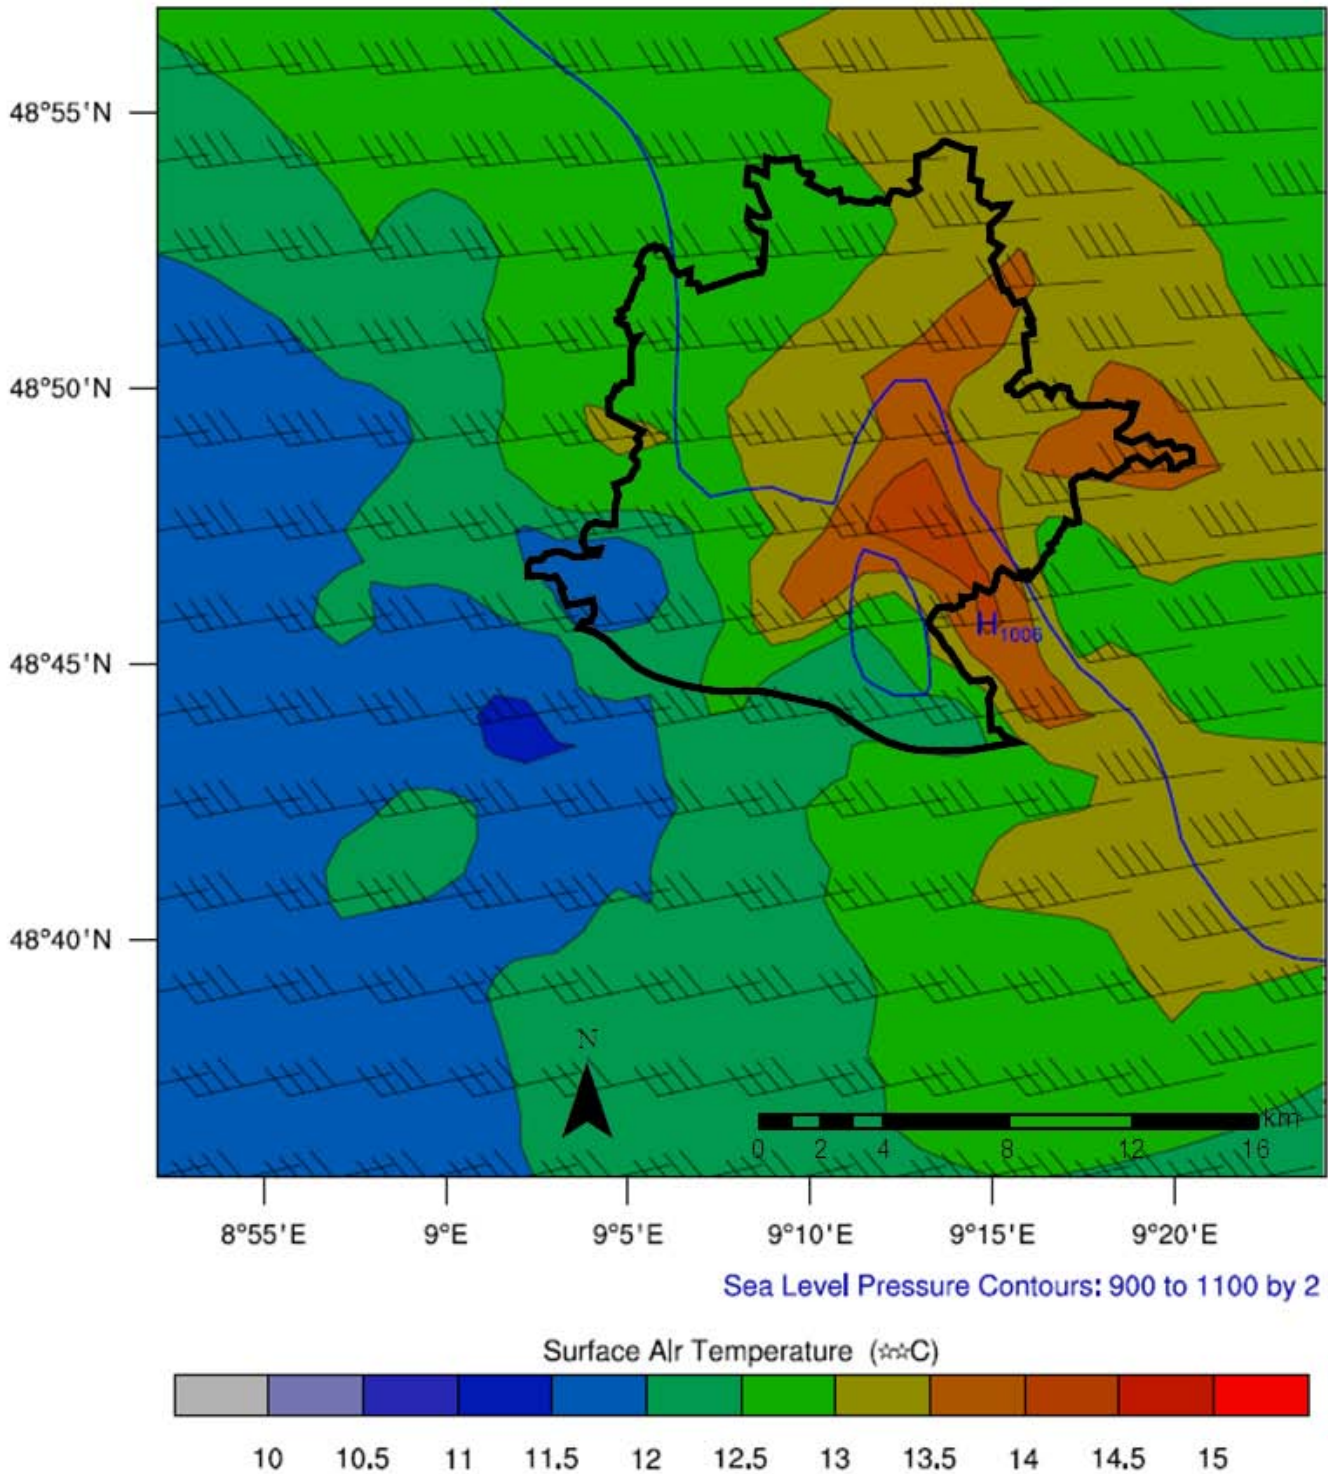 48°55'N
48°50'N
48°45'N
48°40'N
H1006
N
km
0 2 4 8 12 16
8°55'E 9°E 9°5'E 9°10'E 9°15'E 9°20'E
Sea Level Pressure Contours: 900 to 1100 by 2
Surface Air Temperature (☆☆C)
10 10.5 11 11.5 12 12.5 13 13.5 14 14.5 15